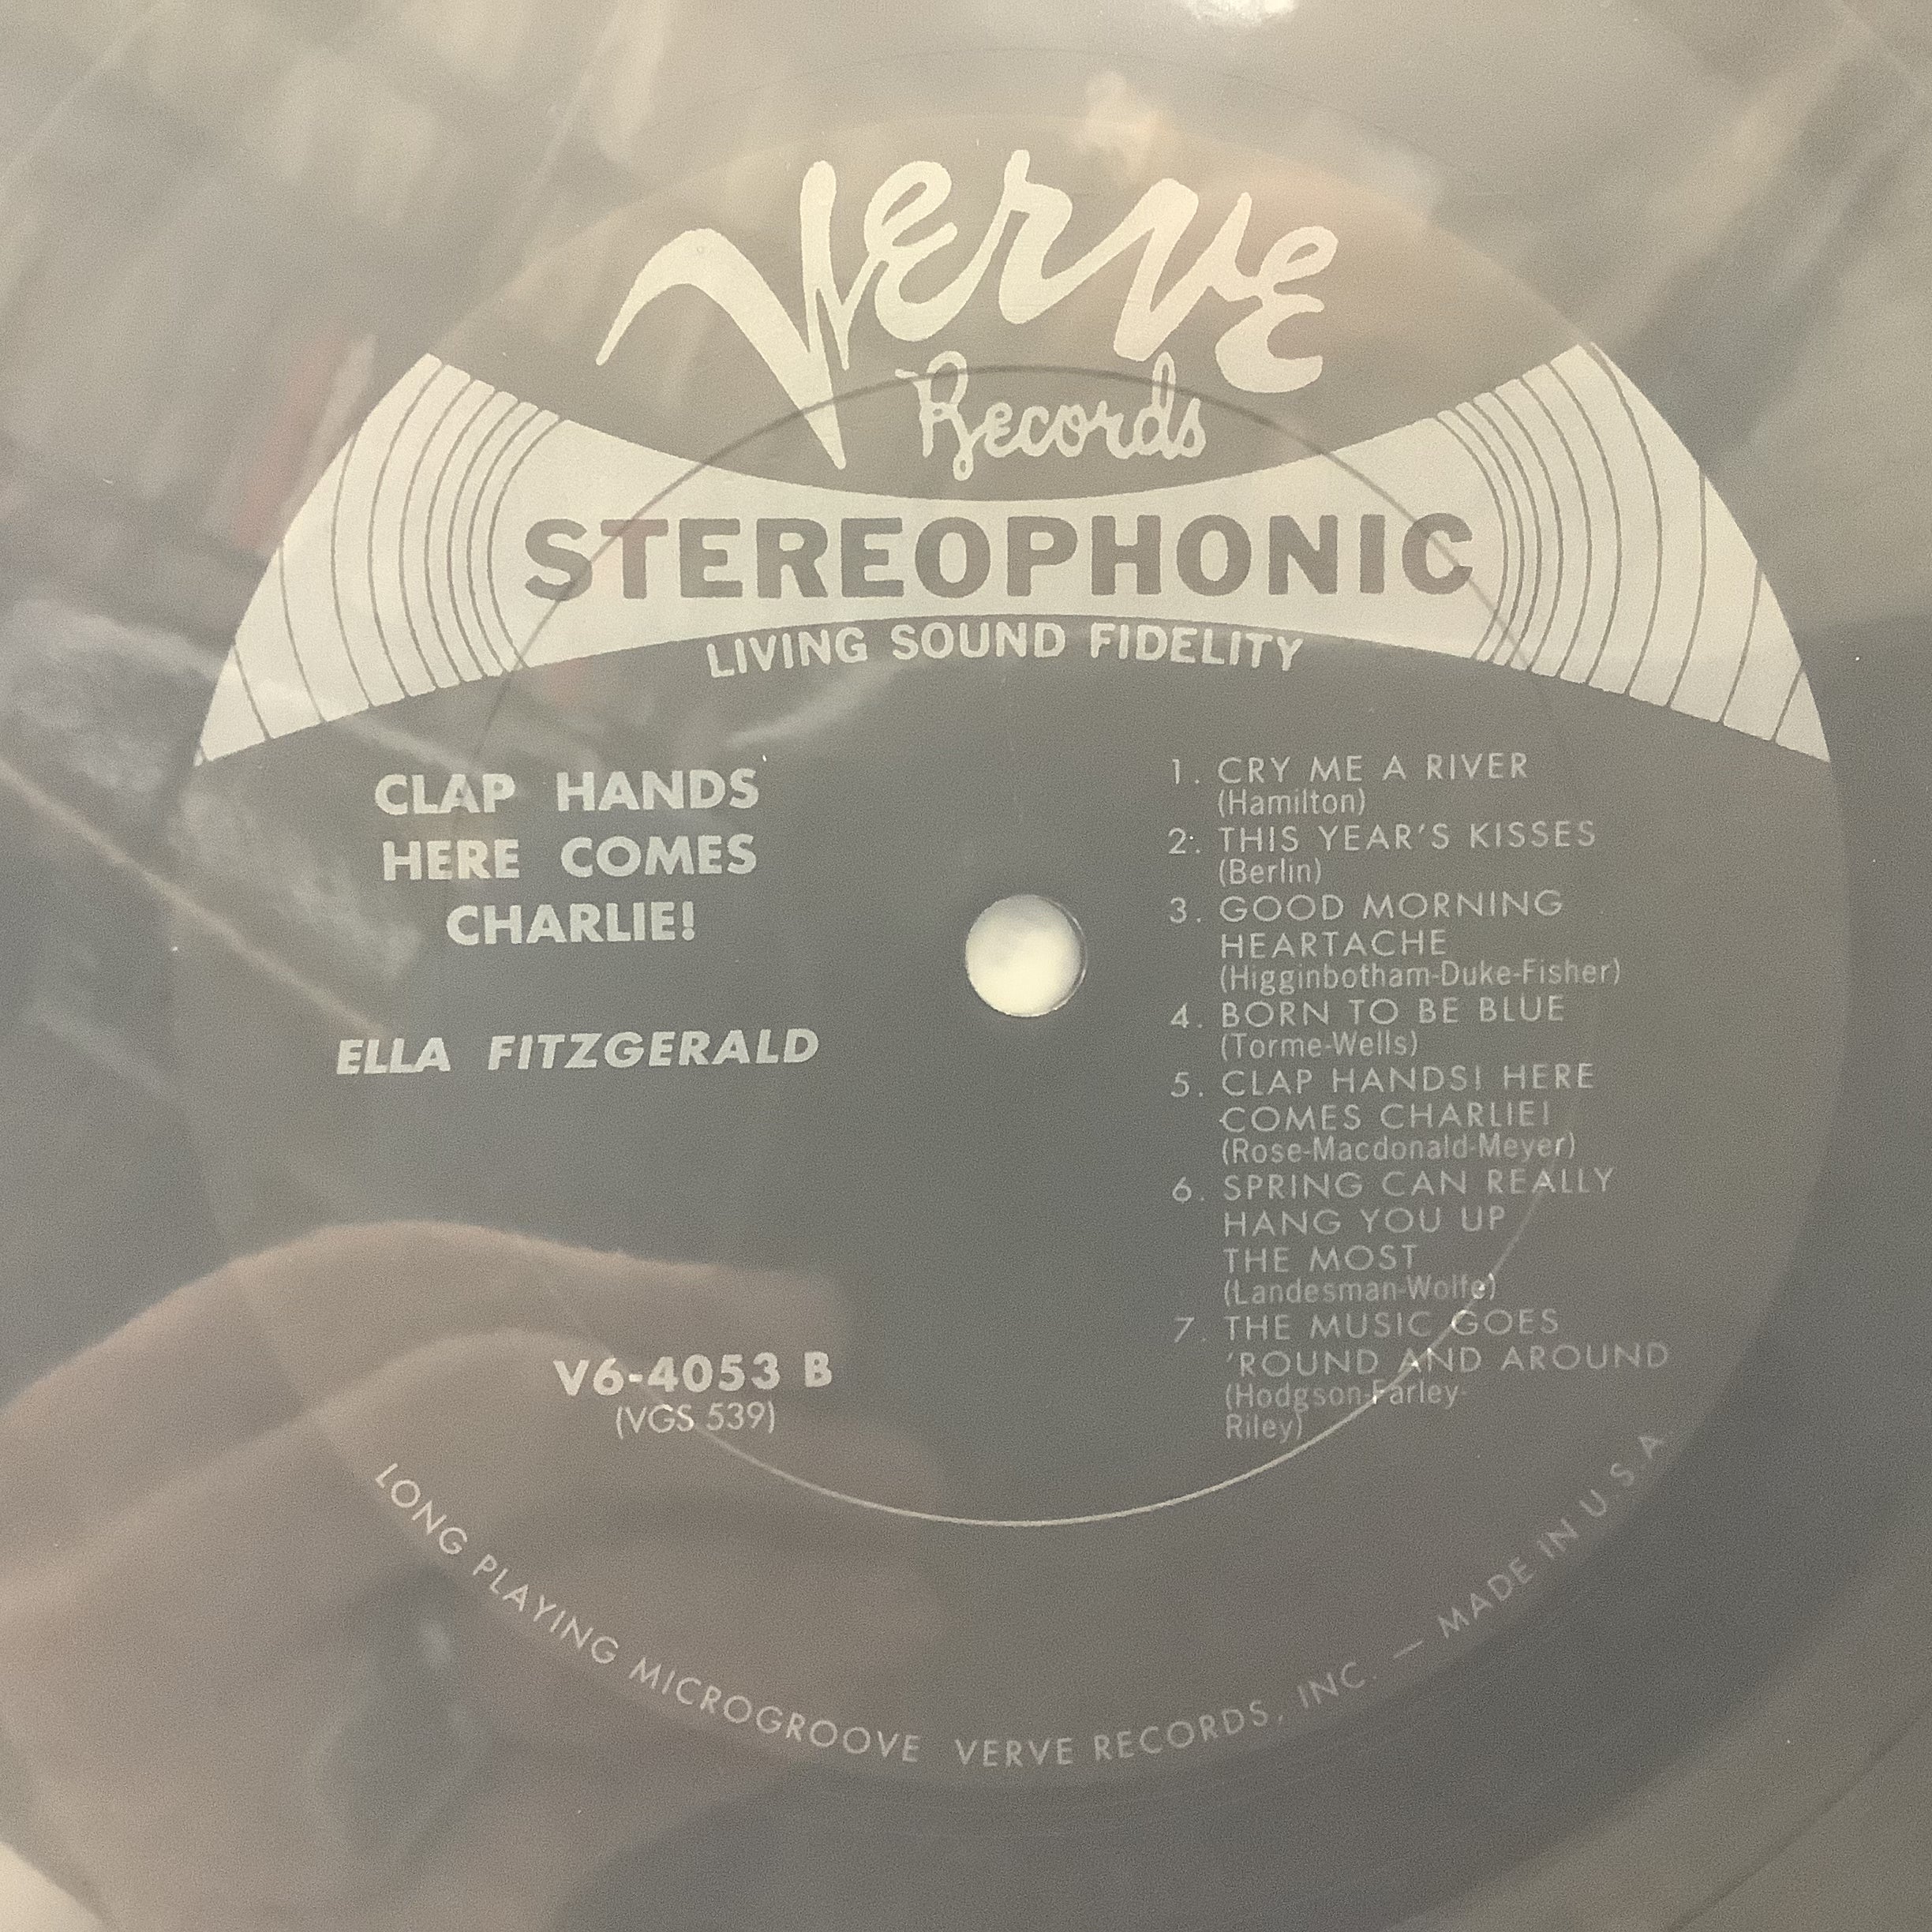 Verve
Records
STEREOPHONIC
LIVING SOUND FIDELITY
CLAP HANDS
HERE COMES
CHARLIE!
ELLA FITZGERALD
V6-4053 B
(VGS 539)
1. CRY ME A RIVER
(Hamilton)
2. THIS YEAR'S KISSES
(Berlin)
3. GOOD MORNING
HEARTACHE
(Higginbotham-Duke-Fisher)
4. BORN TO BE BLUE
(Torme-Wells)
5. CLAP HANDS! HERE
COMES CHARLIE!
(Rose-Macdonald-Meyer)
6. SPRING CAN REALLY
HANG YOU UP
THE MOST
(Landesman-Wolfe)
7. THE MUSIC GOES
'ROUND AND AROUND
(Hodgson-Farley-
Riley)
LONG PLAYING MICROGROOVE VERVE RECORDS, INC. — MADE IN U.S.A.